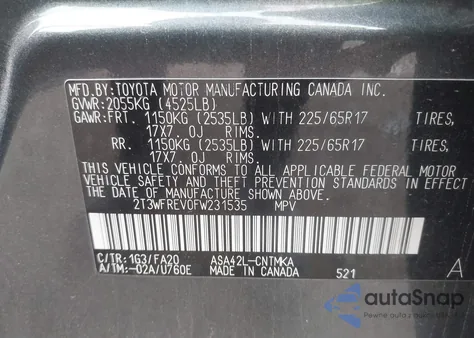 MFD. BY:TOYOTA MOTOR MANUFACTURING CANADA INC.
GVWR:2055KG (4525LB)
GAWR:FRT. 1150KG (2535LB) WITH 225/65R17 TIRES,
17X7.0J RIMS.
RR. 1150KG (2535LB) WITH 225/65R17 TIRES,
17X7.0J RIMS.
THIS VEHICLE CONFORMS TO ALL APPLICABLE FEDERAL MOTOR
VEHICLE SAFETY AND THEFT PREVENTION STANDARDS IN EFFECT ON
THE DATE OF MANUFACTURE SHOWN ABOVE.
2T3WFREV0FW231535 MPV
C/TR:1G3/FA20 ASA42L-CNTMKA
A/TM:-02A/U760E MADE IN CANADA 521 A
autoSnap